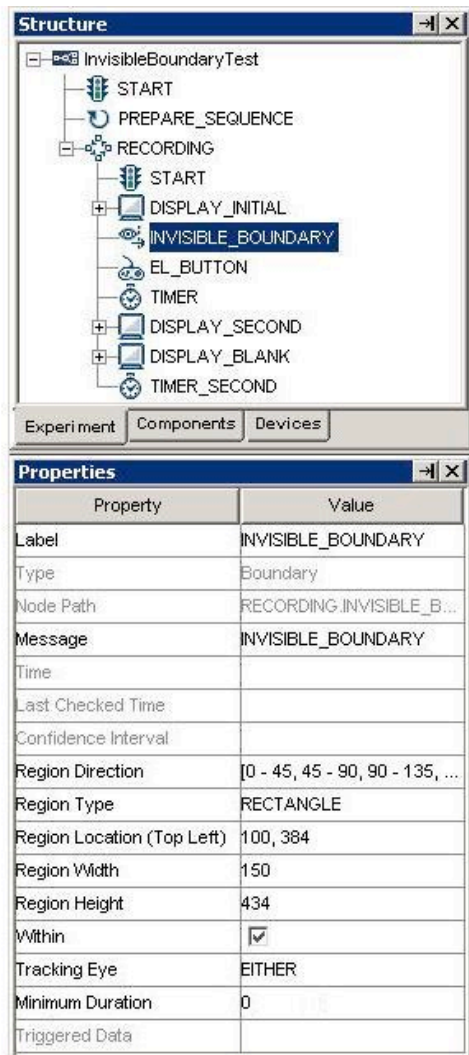 Structure
InvisibleBoundaryTest
START
PREPARE_SEQUENCE
RECORDING
START
DISPLAY_INITIAL
INVISIBLE_BOUNDARY
EL_BUTTON
TIMER
DISPLAY_SECOND
DISPLAY_BLANK
TIMER_SECOND
Experiment Components Devices
Properties
Property Value
Label INVISIBLE_BOUNDARY
Type Boundary
Node Path RECORDING.INVISIBLE_B...
Message INVISIBLE_BOUNDARY
Time
Last Checked Time
Confidence Interval
Region Direction [0 - 45, 45 - 90, 90 - 135, ...
Region Type RECTANGLE
Region Location (Top Left) 100, 384
Region Width 150
Region Height 434
Within
Tracking Eye EITHER
Minimum Duration 0
Triggered Data